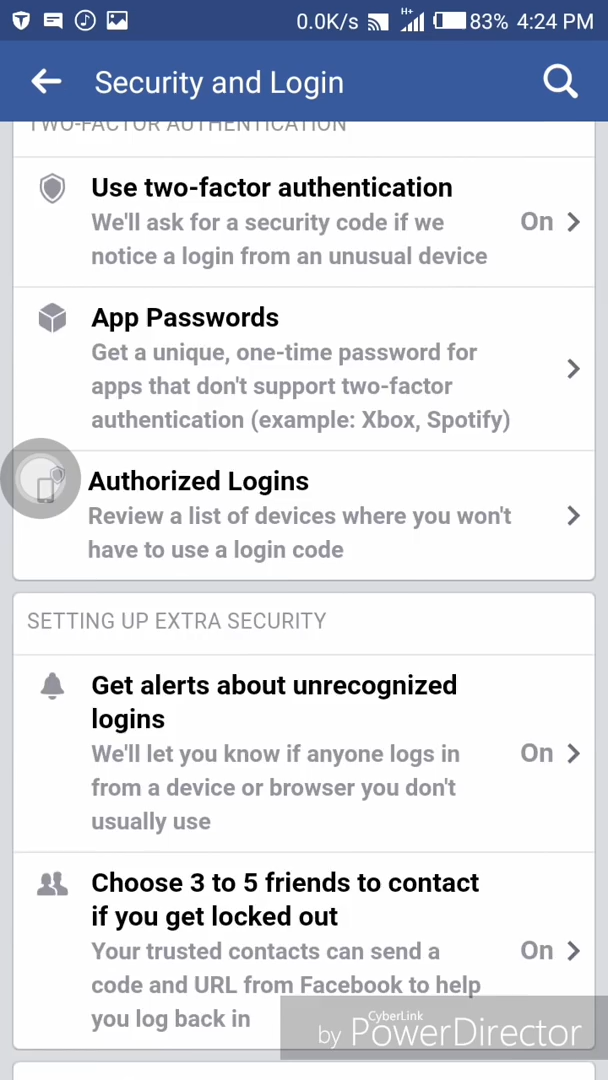 0.0K/s H+ 83% 4:24 PM
Security and Login
TWO-FACTOR AUTHENTICATION
Use two-factor authentication
We'll ask for a security code if we
notice a login from an unusual device
On
App Passwords
Get a unique, one-time password for
apps that don't support two-factor
authentication (example: Xbox, Spotify)
Authorized Logins
Review a list of devices where you won't
have to use a login code
SETTING UP EXTRA SECURITY
Get alerts about unrecognized
logins
We'll let you know if anyone logs in
from a device or browser you don't
usually use
On
Choose 3 to 5 friends to contact
if you get locked out
Your trusted contacts can send a
code and URL from Facebook to help
you log back in
On
CyberLink
by PowerDirector